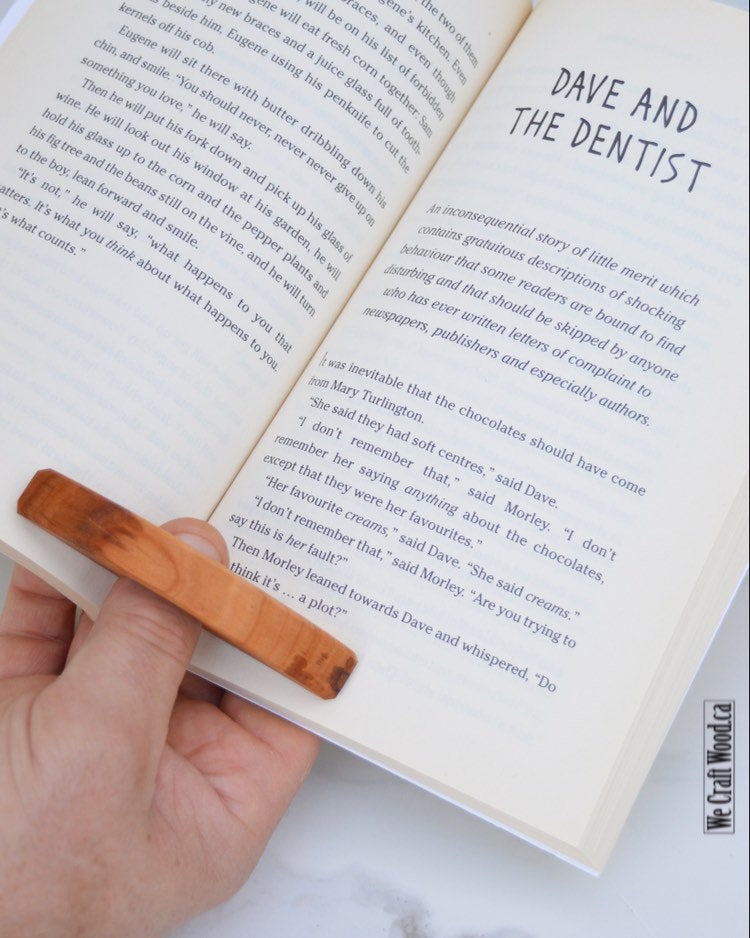 the two of them
gene's kitchen. Even
braces, and, even though
will be on his list of forbidden
gene will eat fresh corn together. Sam
ny new braces and a juice glass full of tooth-
s beside him, Eugene using his penknife to cut the
kernels off his cob.
Eugene will sit there with butter dribbling down his
chin, and smile. "You should never, never never give up on
something you love," he will say.
Then he will put his fork down and pick up his glass of
wine. He will look out his window at his garden, he will
hold his glass up to the corn and the pepper plants and
his fig tree and the beans still on the vine, and he will turn
to the boy, lean forward and smile.
"It's not," he will say, "what happens to you that
atters. It's what you think about what happens to you.
's what counts."
DAVE AND
THE DENTIST
An inconsequential story of little merit which
contains gratuitous descriptions of shocking
behaviour that some readers are bound to find
disturbing and that should be skipped by anyone
who has ever written letters of complaint to
newspapers, publishers and especially authors.
It was inevitable that the chocolates should have come
from Mary Turlington.
"She said they had soft centres," said Dave.
"I don't remember that," said Morley. "I don't
remember her saying anything about the chocolates,
except that they were her favourites."
"Her favourite creams," said Dave. "She said creams."
"I don't remember that," said Morley. "Are you trying to
say this is her fault?"
Then Morley leaned towards Dave and whispered, "Do
think it's ... a plot?"
We Craft Wood.ca